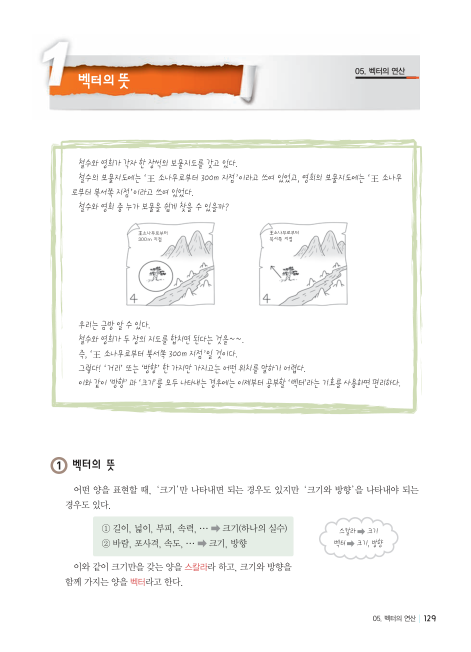 05. 벡터의 연산
1 벡터의 뜻
철수와 영희가 각자 한 장씩의 보물지도를 갖고 있다.
철수의 보물지도에는 ‘王 소나무로부터 300m 지점’이라고 쓰여 있었고, 영희의 보물지도에는 ‘王 소나무
로부터 북서쪽 지점’이라고 쓰여 있었다.
철수와 영희 중 누가 보물을 쉽게 찾을 수 있을까?
王소나무로부터
300m 지점
4
王소나무로부터
북서쪽 지점
4
우리는 금방 알 수 있다.
철수와 영희가 두 장의 지도를 합치면 된다는 것을~~.
즉, ‘王 소나무로부터 북서쪽 300m 지점’일 것이다.
그렇다! ‘거리’ 또는 ‘방향’ 한 가지만 가지고는 어떤 위치를 말하기 어렵다.
이와 같이 ‘방향’과 ‘크기’를 모두 나타내는 경우에는 이제부터 공부할 ‘벡터’라는 기호를 사용하면 편리하다.
1 벡터의 뜻
어떤 양을 표현할 때, ‘크기’만 나타내면 되는 경우도 있지만 ‘크기와 방향’을 나타내야 되는
경우도 있다.
① 길이, 넓이, 부피, 속력, ⋯ ➡ 크기(하나의 실수)
② 바람, 포사격, 속도, ⋯ ➡ 크기, 방향
스칼라 ➡ 크기
벡터 ➡ 크기, 방향
이와 같이 크기만을 갖는 양을 스칼라라 하고, 크기와 방향을
함께 가지는 양을 벡터라고 한다.
05. 벡터의 연산 | 129